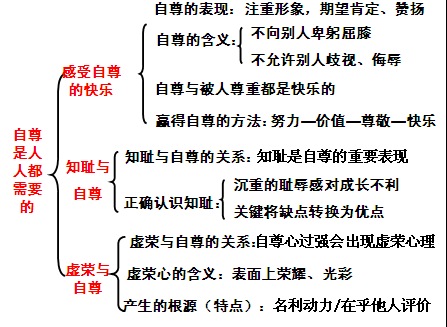 自尊的表现：注重形象，期望肯定、赞扬
自尊的含义：
不向别人卑躬屈膝
不允许别人歧视、侮辱
感受自尊
的快乐
自尊与被人尊重都是快乐的
赢得自尊的方法：努力—价值—尊敬—快乐
自尊
是人
人都
需要
的
知耻与
自尊
知耻与自尊的关系：知耻是自尊的重要表现
正确认识知耻：
沉重的耻辱感对成长不利
关键将缺点转换为优点
虚荣与
自尊
虚荣与自尊的关系：自尊心过强会出现虚荣心理
虚荣心的含义：表面上荣耀、光彩
产生的根源（特点）：名利动力/在乎他人评价